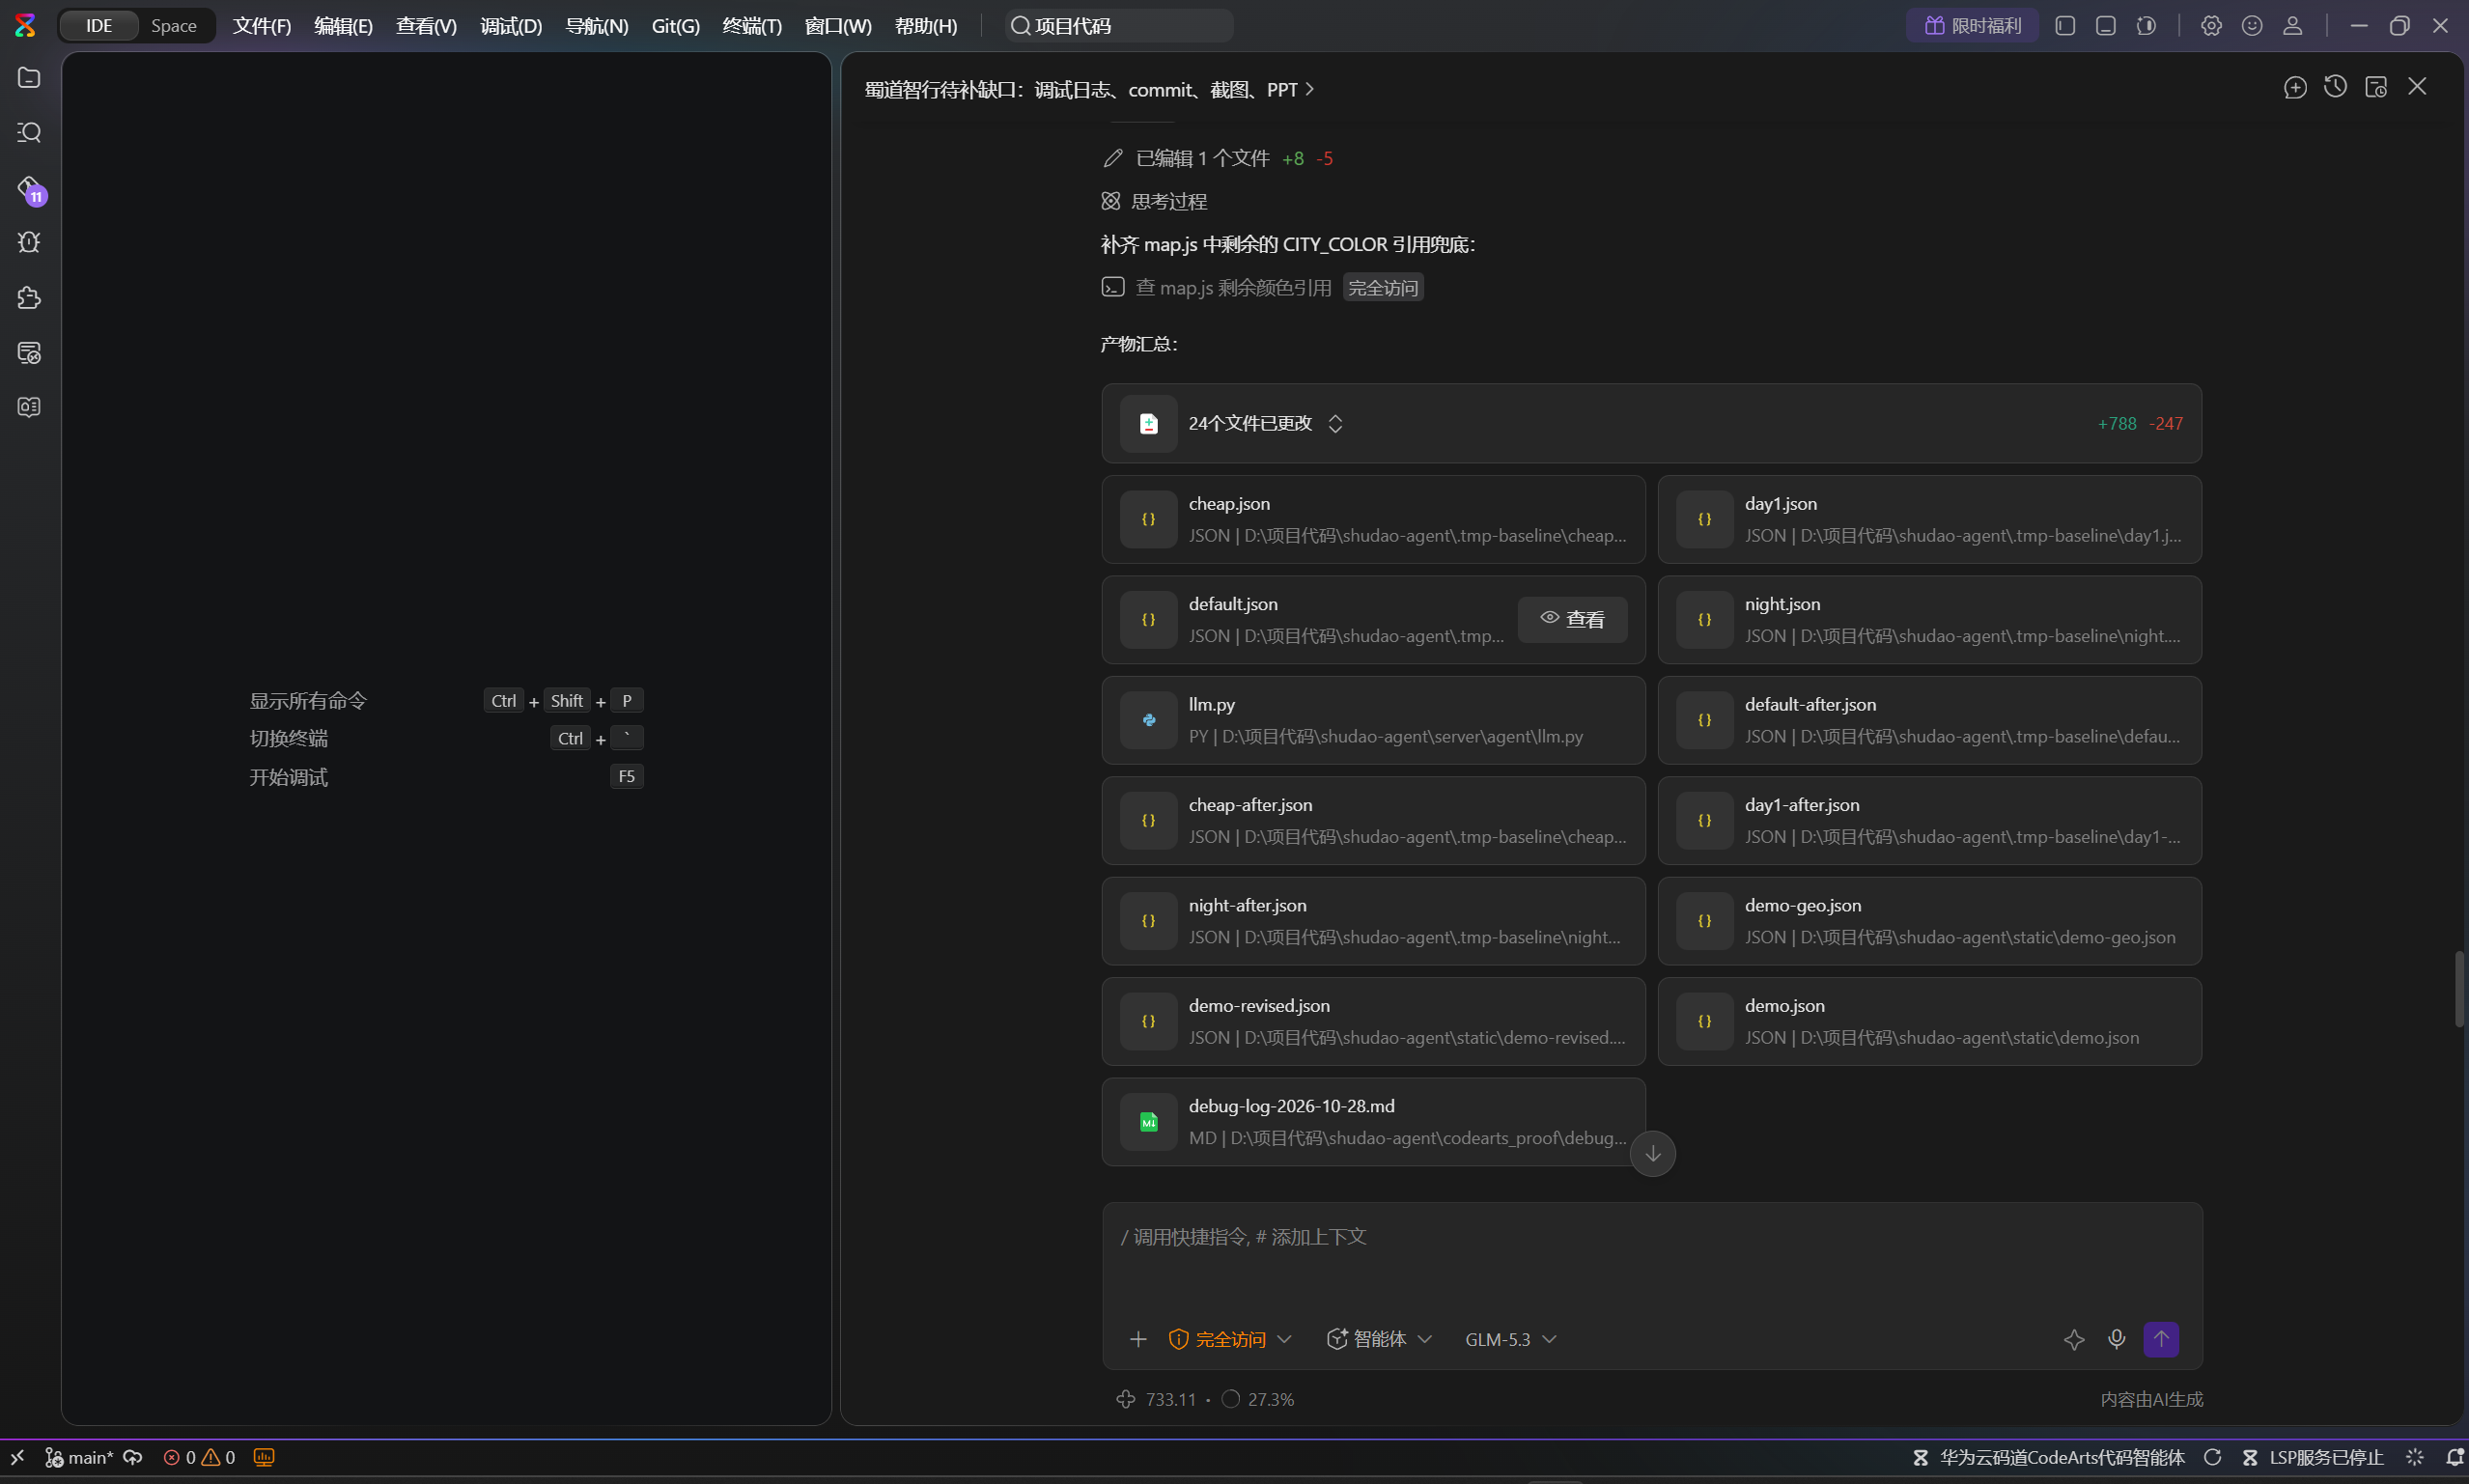 IDE Space 文件(F) 编辑(E) 查看(V) 调试(D) 导航(N) Git(G) 终端(T) 窗口(W) 帮助(H) 项目代码 限时福利
11
显示所有命令 Ctrl + Shift + P
切换终端 Ctrl + `
开始调试 F5
蜀道智行待补缺口：调试日志、commit、截图、PPT
已编辑 1 个文件 +8 -5
思考过程
补齐 map.js 中剩余的 CITY_COLOR 引用兜底：
查 map.js 剩余颜色引用 完全访问
产物汇总：
24个文件已更改 +788 -247
cheap.json
JSON | D:\项目代码\shudao-agent\.tmp-baseline\cheap...
day1.json
JSON | D:\项目代码\shudao-agent\.tmp-baseline\day1.j...
default.json
JSON | D:\项目代码\shudao-agent\.tmp...
查看
night.json
JSON | D:\项目代码\shudao-agent\.tmp-baseline\night....
llm.py
PY | D:\项目代码\shudao-agent\server\agent\llm.py
default-after.json
JSON | D:\项目代码\shudao-agent\.tmp-baseline\defau...
cheap-after.json
JSON | D:\项目代码\shudao-agent\.tmp-baseline\cheap...
day1-after.json
JSON | D:\项目代码\shudao-agent\.tmp-baseline\day1-...
night-after.json
JSON | D:\项目代码\shudao-agent\.tmp-baseline\night...
demo-geo.json
JSON | D:\项目代码\shudao-agent\static\demo-geo.json
demo-revised.json
JSON | D:\项目代码\shudao-agent\static\demo-revised....
demo.json
JSON | D:\项目代码\shudao-agent\static\demo.json
debug-log-2026-10-28.md
MD | D:\项目代码\shudao-agent\codearts_proof\debug...
/ 调用快捷指令, # 添加上下文
完全访问 智能体 GLM-5.3
733.11 · 27.3% 内容由AI生成
main* 0 0 华为云码道CodeArts代码智能体 LSP服务已停止